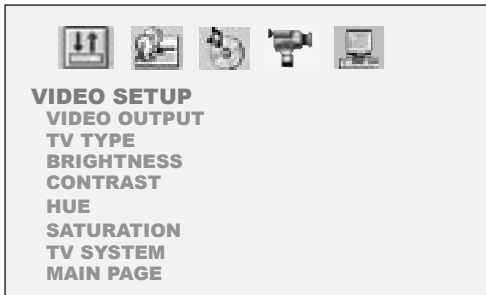 VIDEO SETUP
VIDEO OUTPUT
TV TYPE
BRIGHTNESS
CONTRAST
HUE
SATURATION
TV SYSTEM
MAIN PAGE